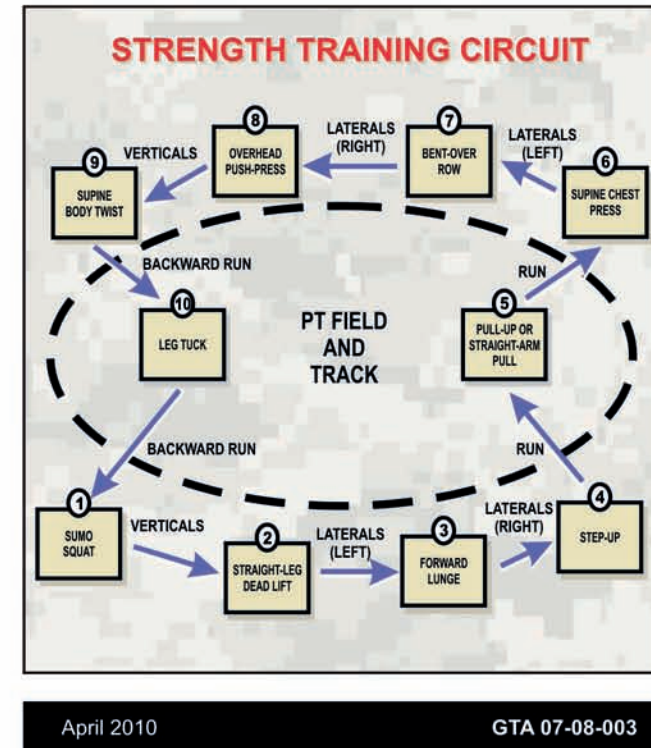 STRENGTH TRAINING CIRCUIT
8
OVERHEAD
PUSH-PRESS
LATERALS
(RIGHT)
7
BENT-OVER
ROW
LATERALS
(LEFT)
6
SUPINE CHEST
PRESS
VERTICALS
9
SUPINE
BODY TWIST
BACKWARD RUN
10
LEG TUCK
PT FIELD
AND
TRACK
RUN
5
PULL-UP OR
STRAIGHT-ARM
PULL
BACKWARD RUN
RUN
1
SUMO
SQUAT
VERTICALS
2
STRAIGHT-LEG
DEAD LIFT
LATERALS
(LEFT)
3
FORWARD
LUNGE
LATERALS
(RIGHT)
4
STEP-UP
April 2010
GTA 07-08-003